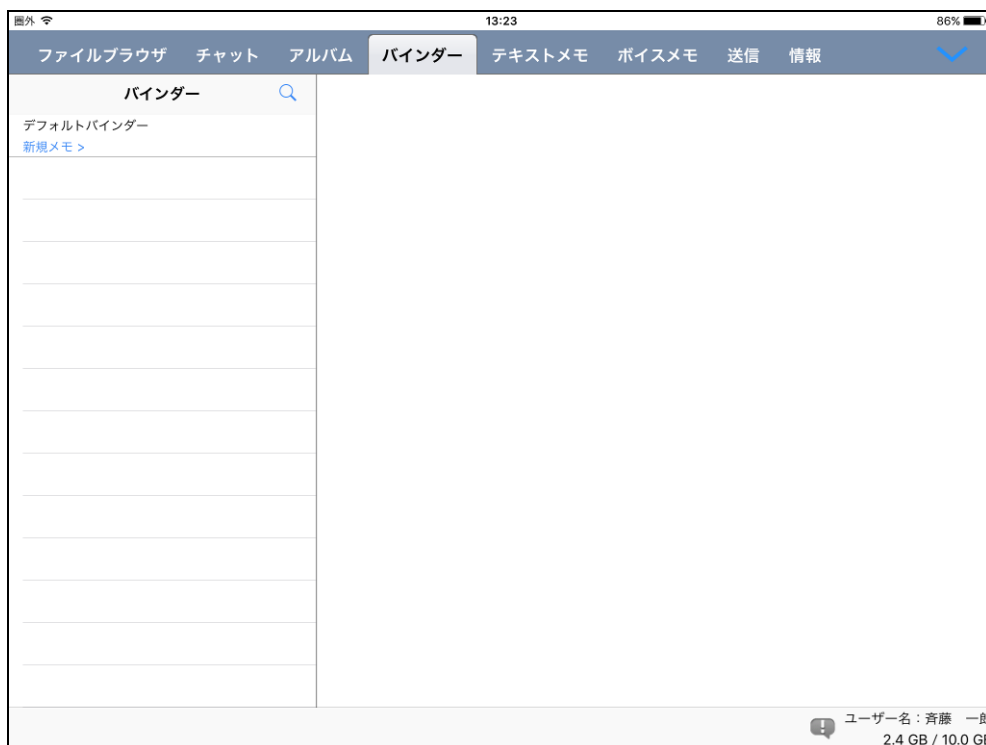 圏外 13:23 86%
ファイルブラウザ チャット アルバム バインダー テキストメモ ボイスメモ 送信 情報
バインダー
デフォルトバインダー
新規メモ >
ユーザー名：斉藤　一郎
2.4 GB / 10.0 GB